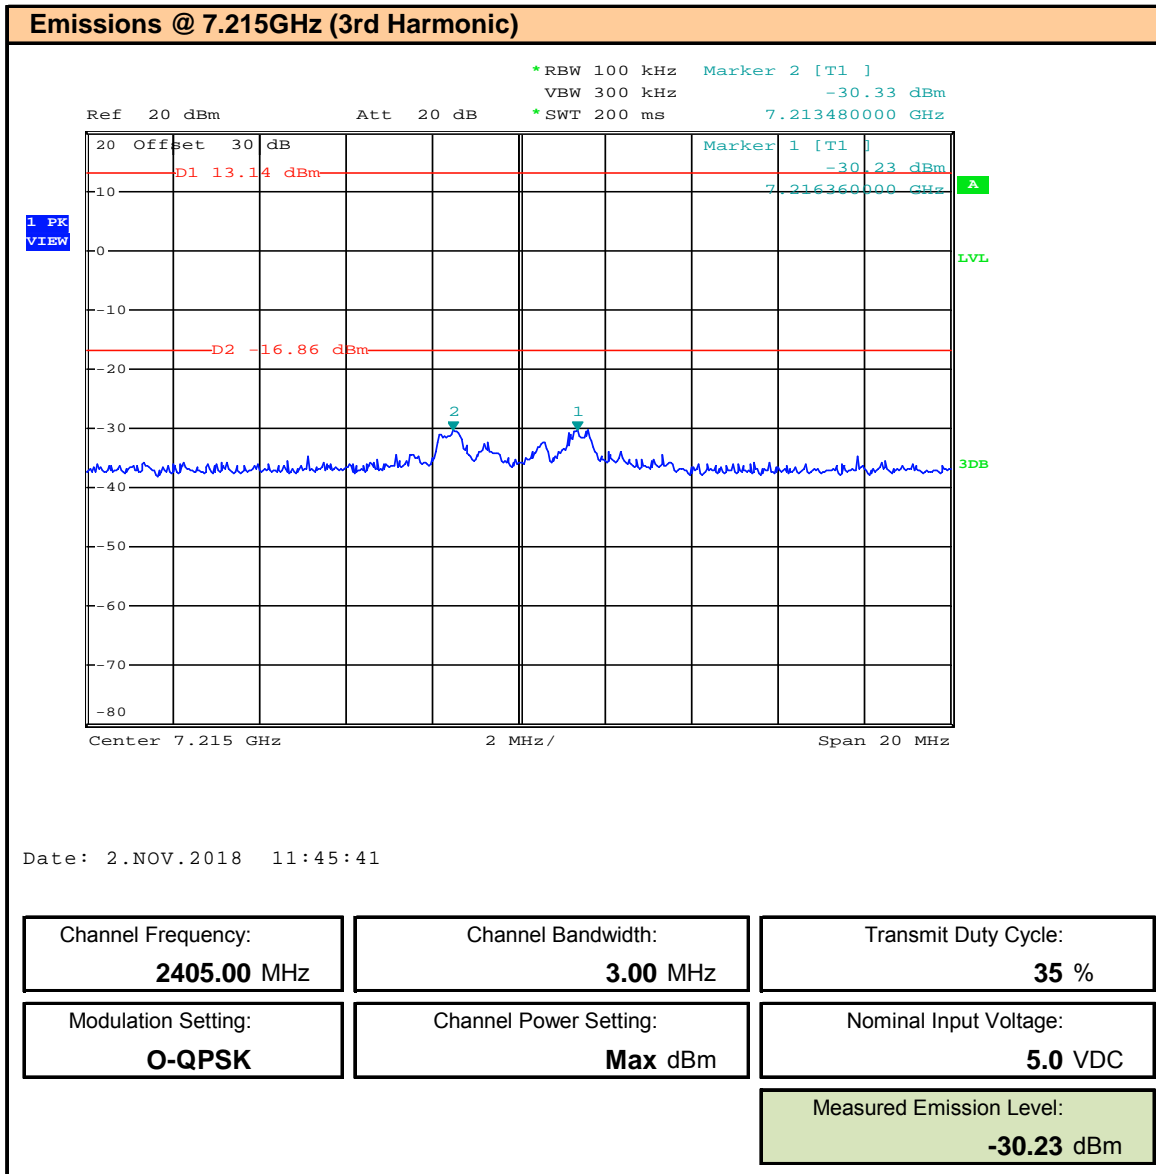 Emissions @ 7.215GHz (3rd Harmonic)
*RBW 100 kHz Marker 2 [T1 ]
VBW 300 kHz -30.33 dBm
Ref 20 dBm Att 20 dB *SWT 200 ms 7.213480000 GHz
20 Offset 30 dB Marker 1 [T1 ]
D1 13.14 dBm -30.23 dBm
-10 7.216360000 GHz A
1 PK
VIEW
0
LVL
-10
D2 -16.86 dBm
-20
2 1
-30
3DB
-40
-50
-60
-70
-80
Center 7.215 GHz 2 MHz/ Span 20 MHz
Date: 2.NOV.2018 11:45:41
Channel Frequency:
2405.00 MHz
Channel Bandwidth:
3.00 MHz
Transmit Duty Cycle:
35 %
Modulation Setting:
O-QPSK
Channel Power Setting:
Max dBm
Nominal Input Voltage:
5.0 VDC
Measured Emission Level:
-30.23 dBm